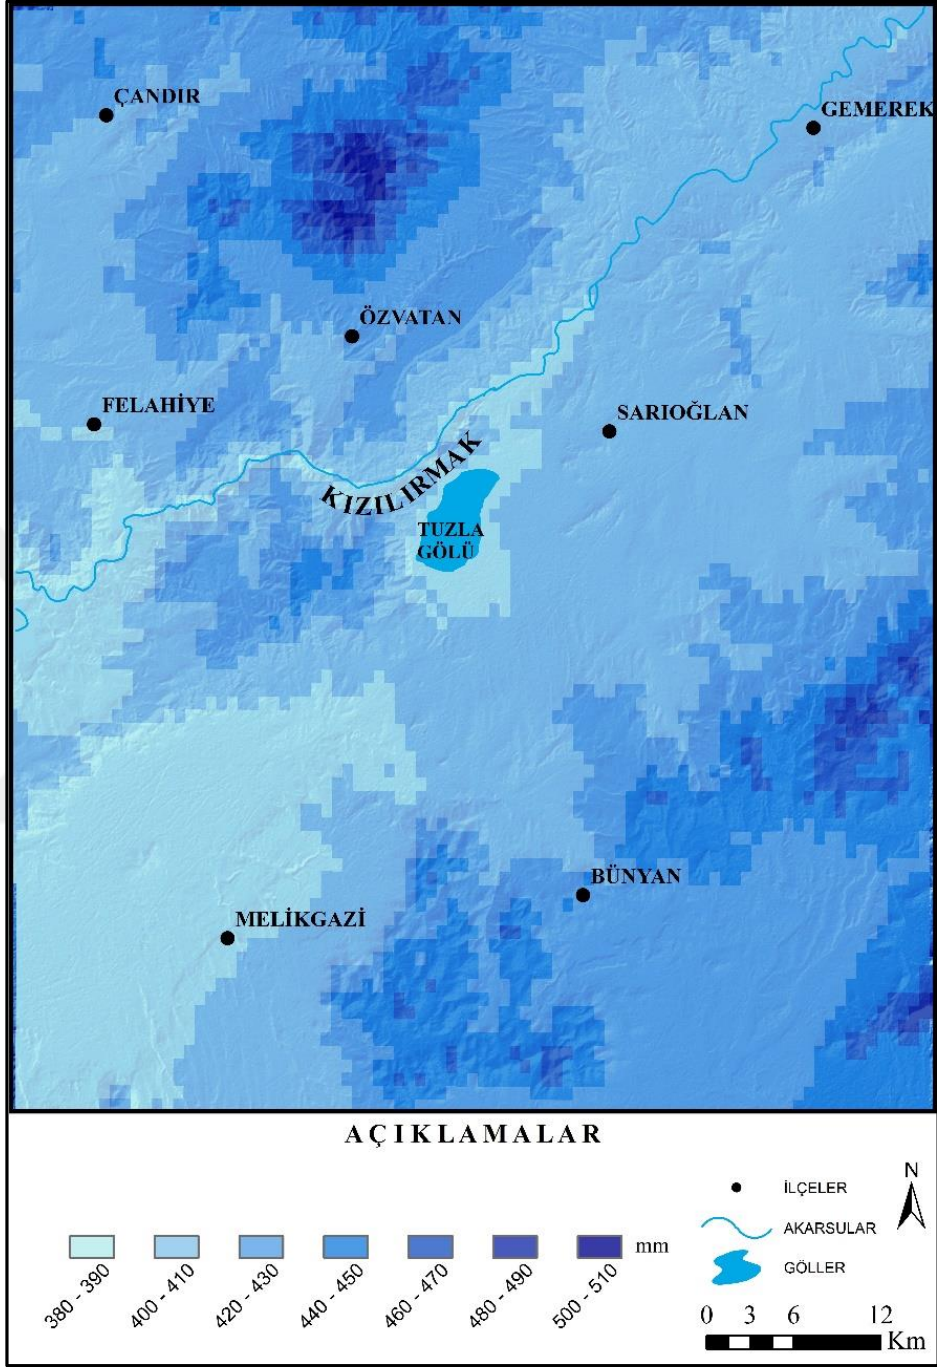 ÇANDIR
GEMEREK
ÖZVATAN
FELAHİYE
SARIOĞLAN
KIZILIRMAK
TUZLA
GÖLÜ
BÜNYAN
MELİKGAZİ
AÇIKLAMALAR
380 - 390
400 - 410
420 - 430
440 - 450
460 - 470
480 - 490
500 - 510
mm
İLÇELER
AKARSULAR
GÖLLER
N
0 3 6 12
Km